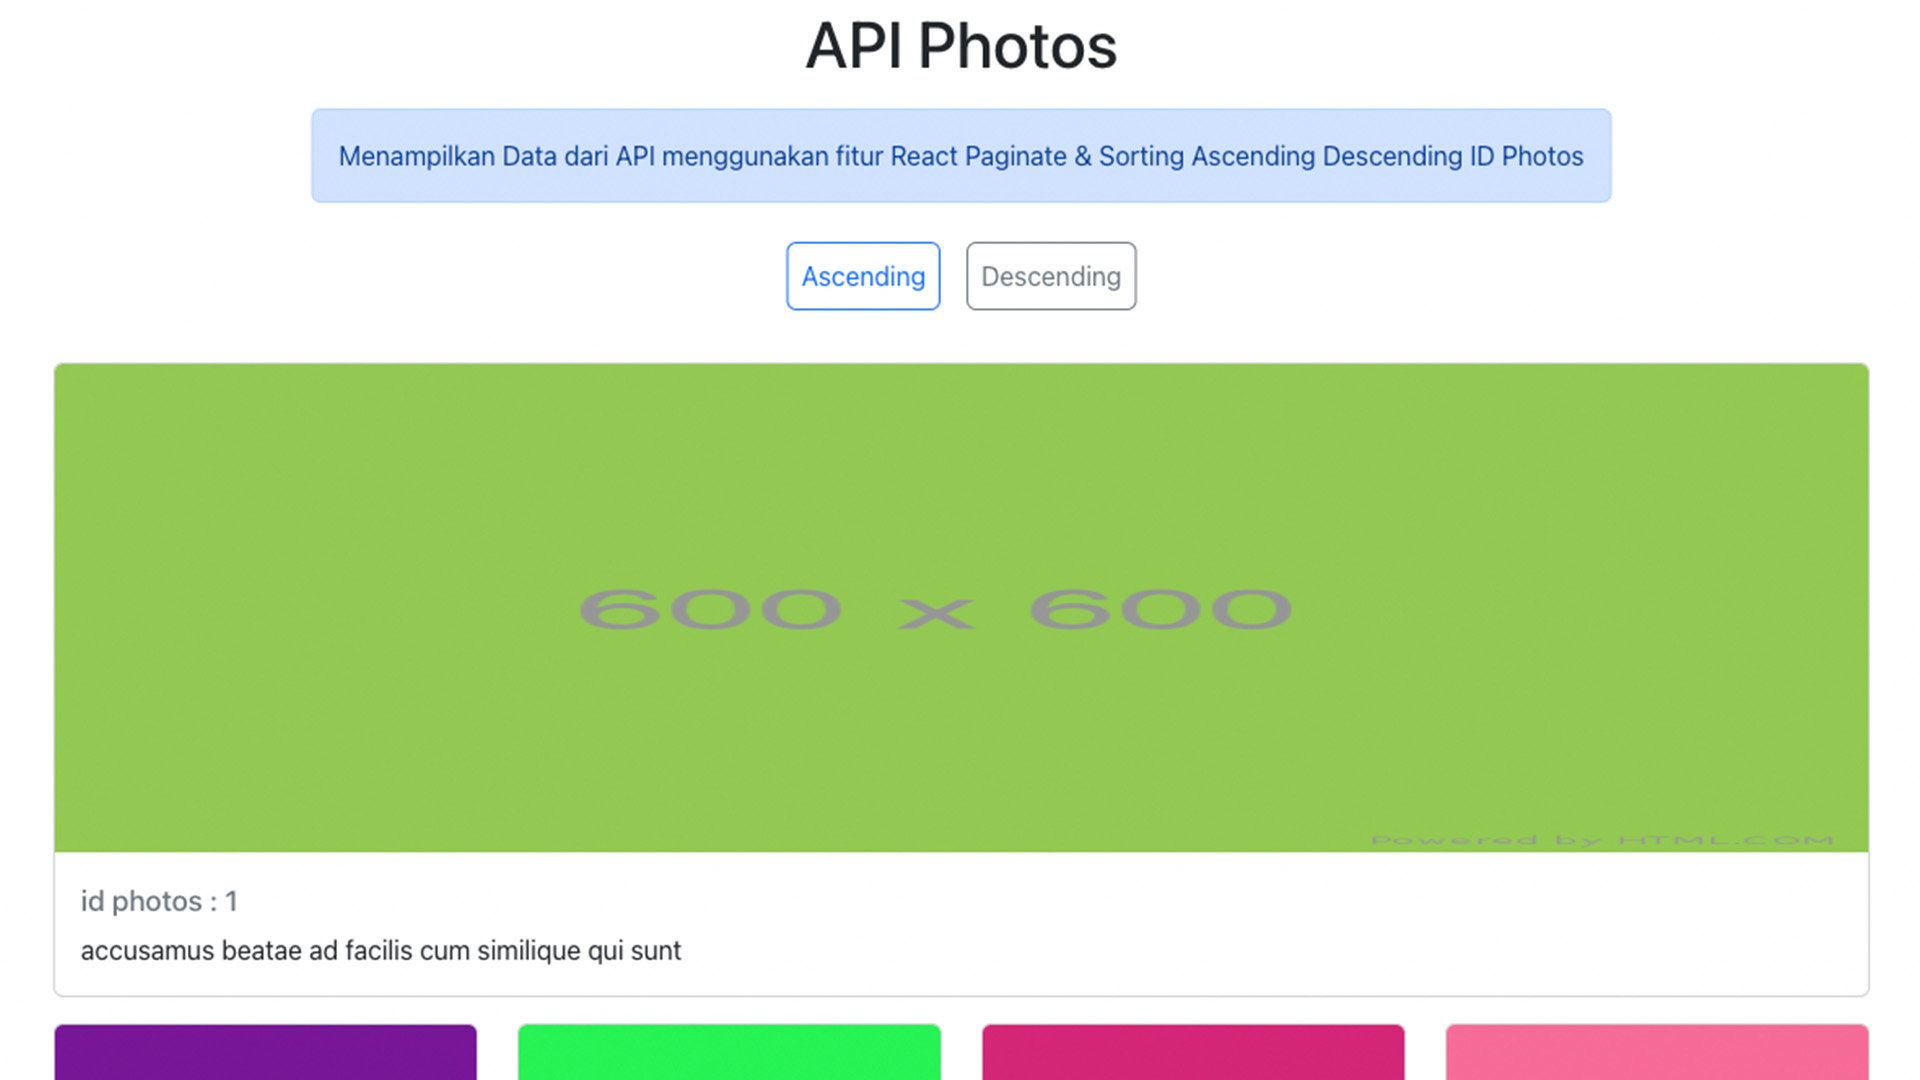 API Photos
Menampilkan Data dari API menggunakan fitur React Paginate & Sorting Ascending Descending ID Photos
Ascending
Descending
600 x 600
Powered by HTML.COM
id photos : 1
accusamus beatae ad facilis cum similique qui sunt